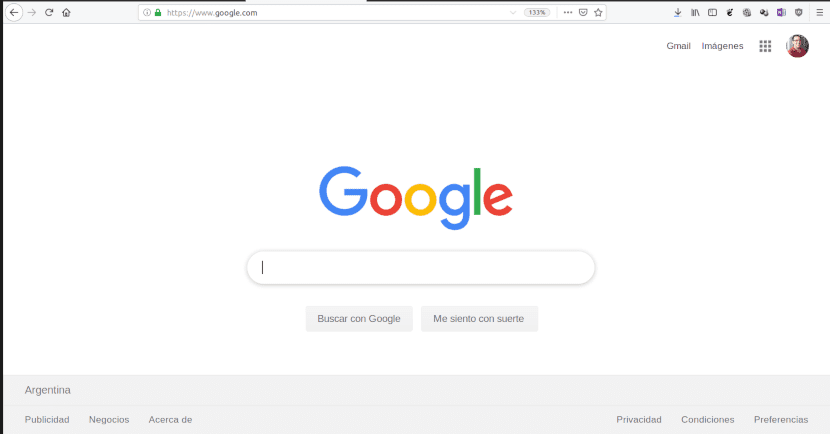 https://www.google.com 133%
Gmail Imágenes
Google
Buscar con Google Me siento con suerte
Argentina
Publicidad Negocios Acerca de Privacidad Condiciones Preferencias